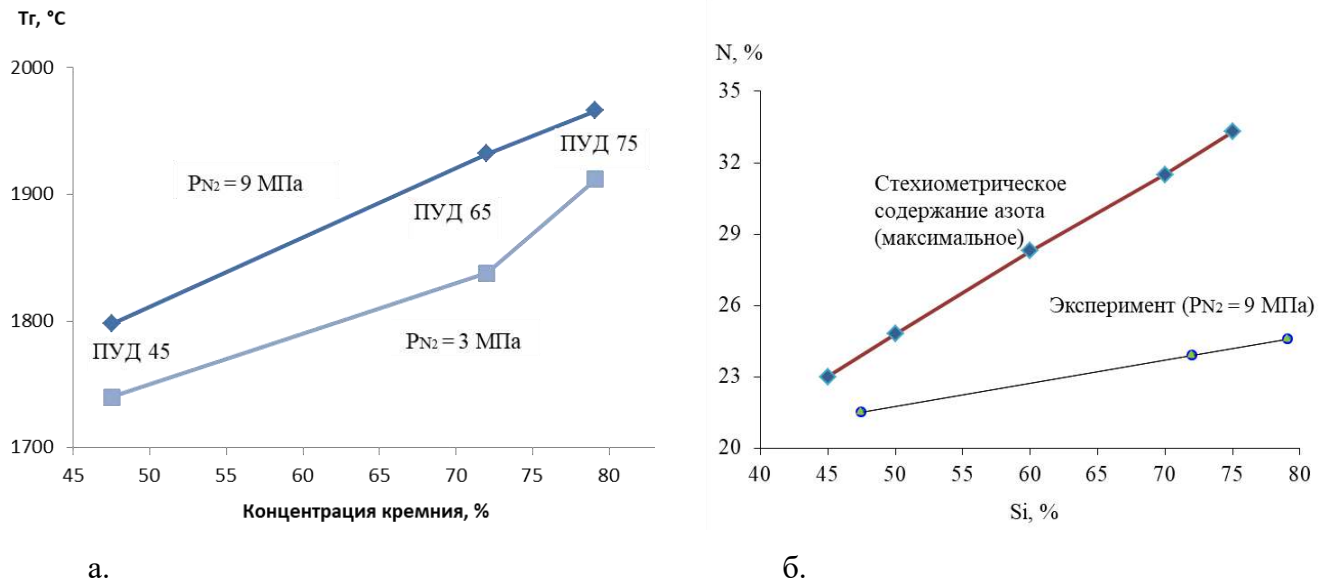 Тг, °С
2000
1900
1800
1700
45 50 55 60 65 70 75 80
Концентрация кремния, %
PN2 = 9 МПа
ПУД 75
ПУД 65
ПУД 45
PN2 = 3 МПа
а.
N, %
35
32
29
26
23
20
40 45 50 55 60 65 70 75 80
Si, %
Стехиометрическое
содержание азота
(максимальное)
Эксперимент (PN2 = 9 МПа)
б.